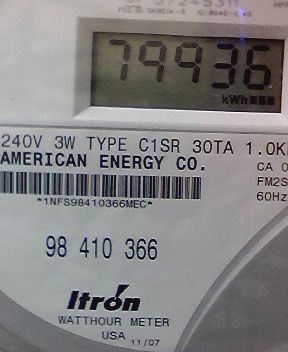 79936
kWh
240V 3W TYPE C1SR 30TA 1.0K
AMERICAN ENERGY CO.
CA 0
FM2S
60Hz
*1NFS98410366MEC*
98 410 366
Itron
WATTHOUR METER
USA 11/07